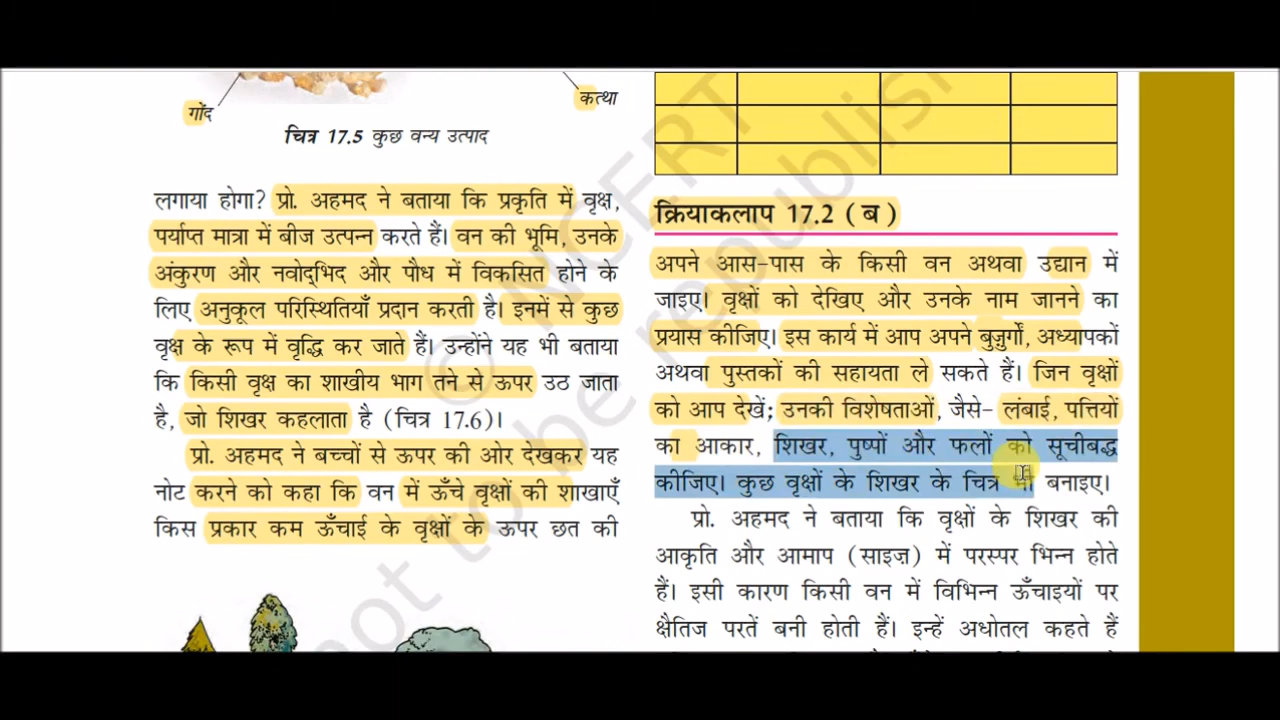 गोंद
कत्था
चित्र 17.5 कुछ वन्य उत्पाद
लगाया होगा? प्रो. अहमद ने बताया कि प्रकृति में वृक्ष,
पर्याप्त मात्रा में बीज उत्पन्न करते हैं। वन की भूमि, उनके
अंकुरण और नवोद्भिद और पौध में विकसित होने के
लिए अनुकूल परिस्थितियाँ प्रदान करती है। इनमें से कुछ
वृक्ष के रूप में वृद्धि कर जाते हैं। उन्होंने यह भी बताया
कि किसी वृक्ष का शाखीय भाग तने से ऊपर उठ जाता
है, जो शिखर कहलाता है (चित्र 17.6)।
प्रो. अहमद ने बच्चों से ऊपर की ओर देखकर यह
नोट करने को कहा कि वन में ऊँचे वृक्षों की शाखाएँ
किस प्रकार कम ऊँचाई के वृक्षों के ऊपर छत की
क्रियाकलाप 17.2 (ब)
अपने आस-पास के किसी वन अथवा उद्यान में
जाइए। वृक्षों को देखिए और उनके नाम जानने का
प्रयास कीजिए। इस कार्य में आप अपने बुज़ुर्गों, अध्यापकों
अथवा पुस्तकों की सहायता ले सकते हैं। जिन वृक्षों
को आप देखें; उनकी विशेषताओं, जैसे– लंबाई, पत्तियों
का आकार, शिखर, पुष्पों और फलों को सूचीबद्ध
कीजिए। कुछ वृक्षों के शिखर के चित्र भी बनाइए।
प्रो. अहमद ने बताया कि वृक्षों के शिखर की
आकृति और आमाप (साइज़) में परस्पर भिन्न होते
हैं। इसी कारण किसी वन में विभिन्न ऊँचाइयों पर
क्षैतिज परतें बनी होती हैं। इन्हें अधोतल कहते हैं
© NCERT
not to be republish